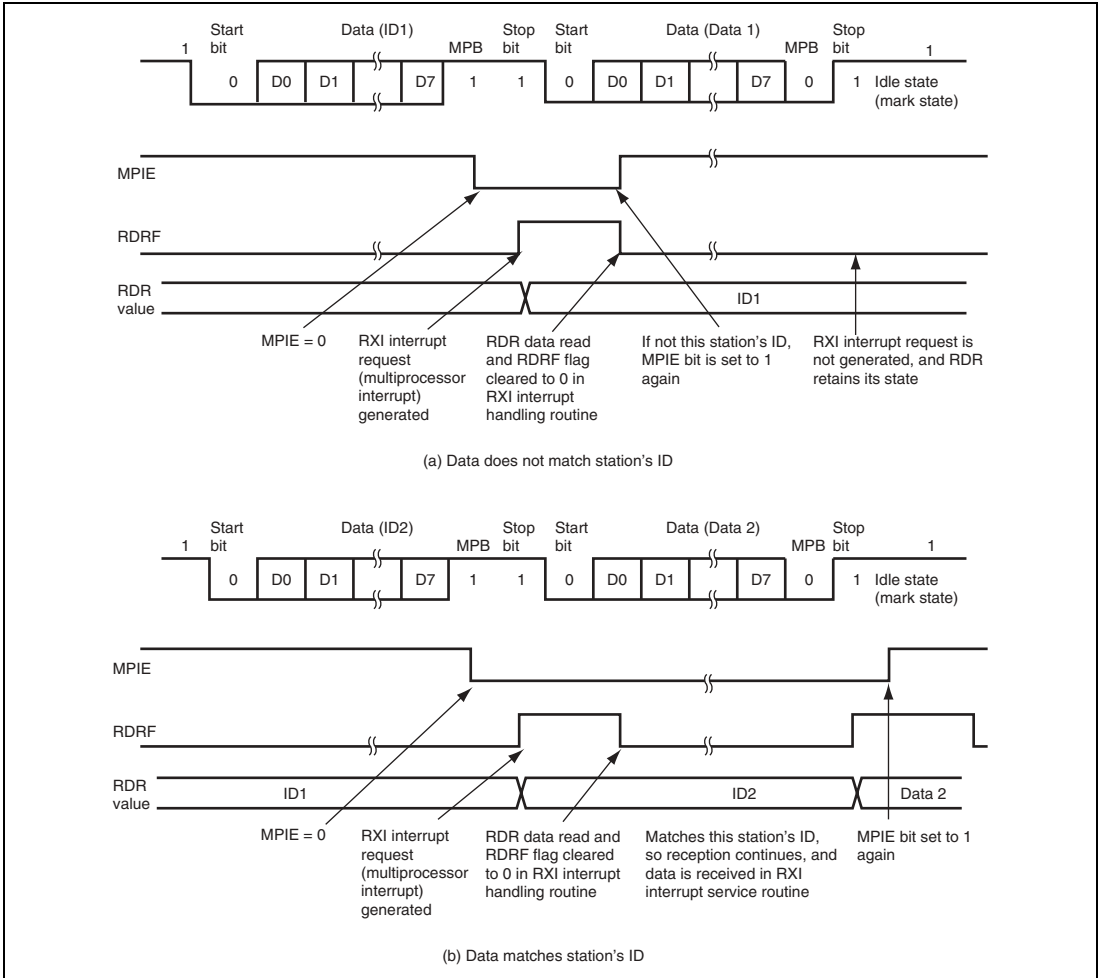 Start bit Data (ID1) MPB Stop bit Start bit Data (Data 1) MPB Stop bit
1 0 D0 D1 D7 1 1 0 D0 D1 D7 0 1 1
Idle state
(mark state)
MPIE
RDRF
RDR
value
ID1
MPIE = 0
RXI interrupt
request
(multiprocessor
interrupt)
generated
RDR data read
and RDRF flag
cleared to 0 in
RXI interrupt
handling routine
If not this station's ID,
MPIE bit is set to 1
again
RXI interrupt request is
not generated, and RDR
retains its state
(a) Data does not match station's ID
Start bit Data (ID2) MPB Stop bit Start bit Data (Data 2) MPB Stop bit
1 0 D0 D1 D7 1 1 0 D0 D1 D7 0 1 1
Idle state
(mark state)
MPIE
RDRF
RDR
value
ID1 ID2 Data 2
MPIE = 0
RXI interrupt
request
(multiprocessor
interrupt)
generated
RDR data read and
RDRF flag cleared
to 0 in RXI interrupt
handling routine
Matches this station's ID,
so reception continues, and
data is received in RXI
interrupt service routine
MPIE bit set to 1
again
(b) Data matches station's ID